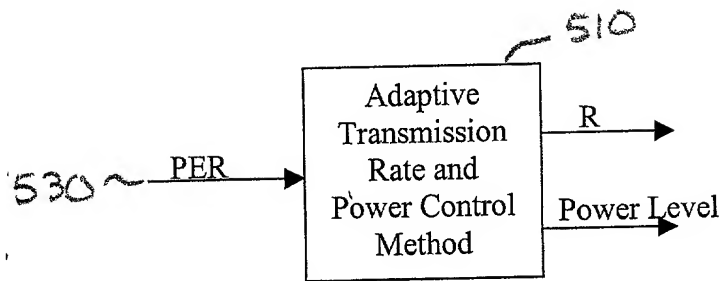 510
Adaptive
Transmission
Rate and
Power Control
Method
R
Power Level
530
PER